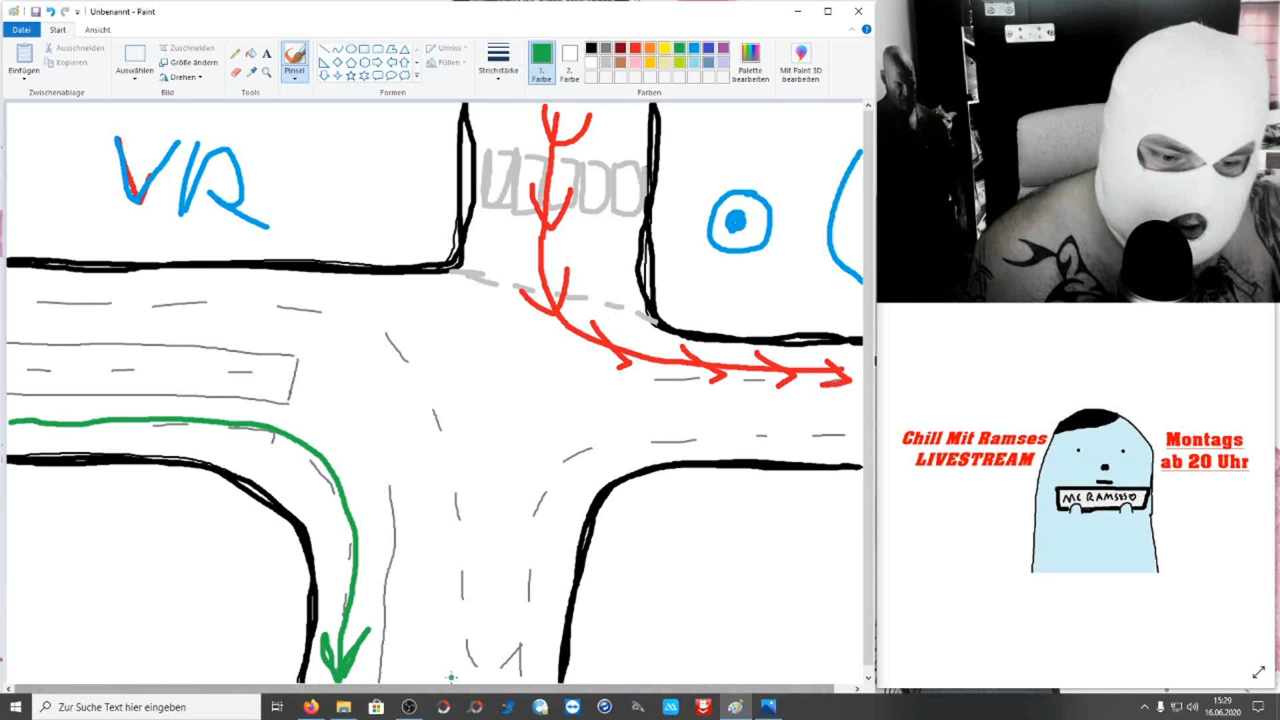 Unbenannt - Paint
Datei
Start
Ansicht
Einfügen
Ausschneiden
Kopieren
Zwischenablage
Auswählen
Zuschneiden
Größe ändern
Drehen
Bild
A
Tools
Pinsel
Umriss
Füllen
Formen
Strichstärke
1. Farbe
2. Farbe
Palette bearbeiten
Mit Paint 3D bearbeiten
Farben
VR
Chill Mit Ramses
LIVESTREAM
Montags
ab 20 Uhr
MC RAMSES
Zur Suche Text hier eingeben
15:29
16.06.2020